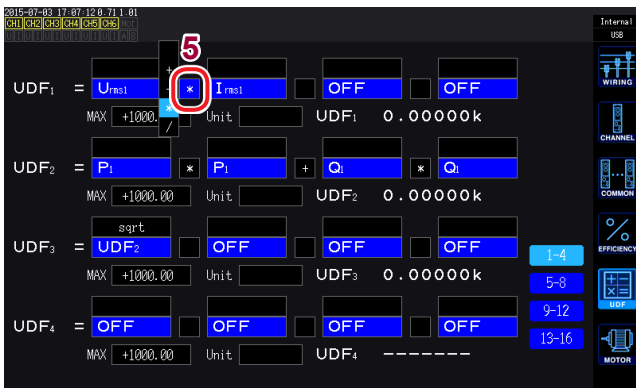 2015-07-03 17:07:12 0.71 1.01
Internal
CH1 CH2 CH3 CH4 CH5 CH6 Mot
USB
U I U I U I U I U I U I A B
5
WIRING
+
-
*
/
UDF1 = Urms1 * Irms1 OFF OFF
MAX +1000. Unit UDF1 0.00000k
CHANNEL
UDF2 = P1 * P1 + Q1 * Q1
MAX +1000.00 Unit UDF2 0.00000k
COMMON
sqrt
UDF3 = UDF2 OFF OFF OFF
MAX +1000.00 Unit UDF3 0.00000k
EFFICIENCY
1-4
5-8
9-12
13-16
UDF
UDF4 = OFF OFF OFF OFF
MAX +1000.00 Unit UDF4 -------
MOTOR